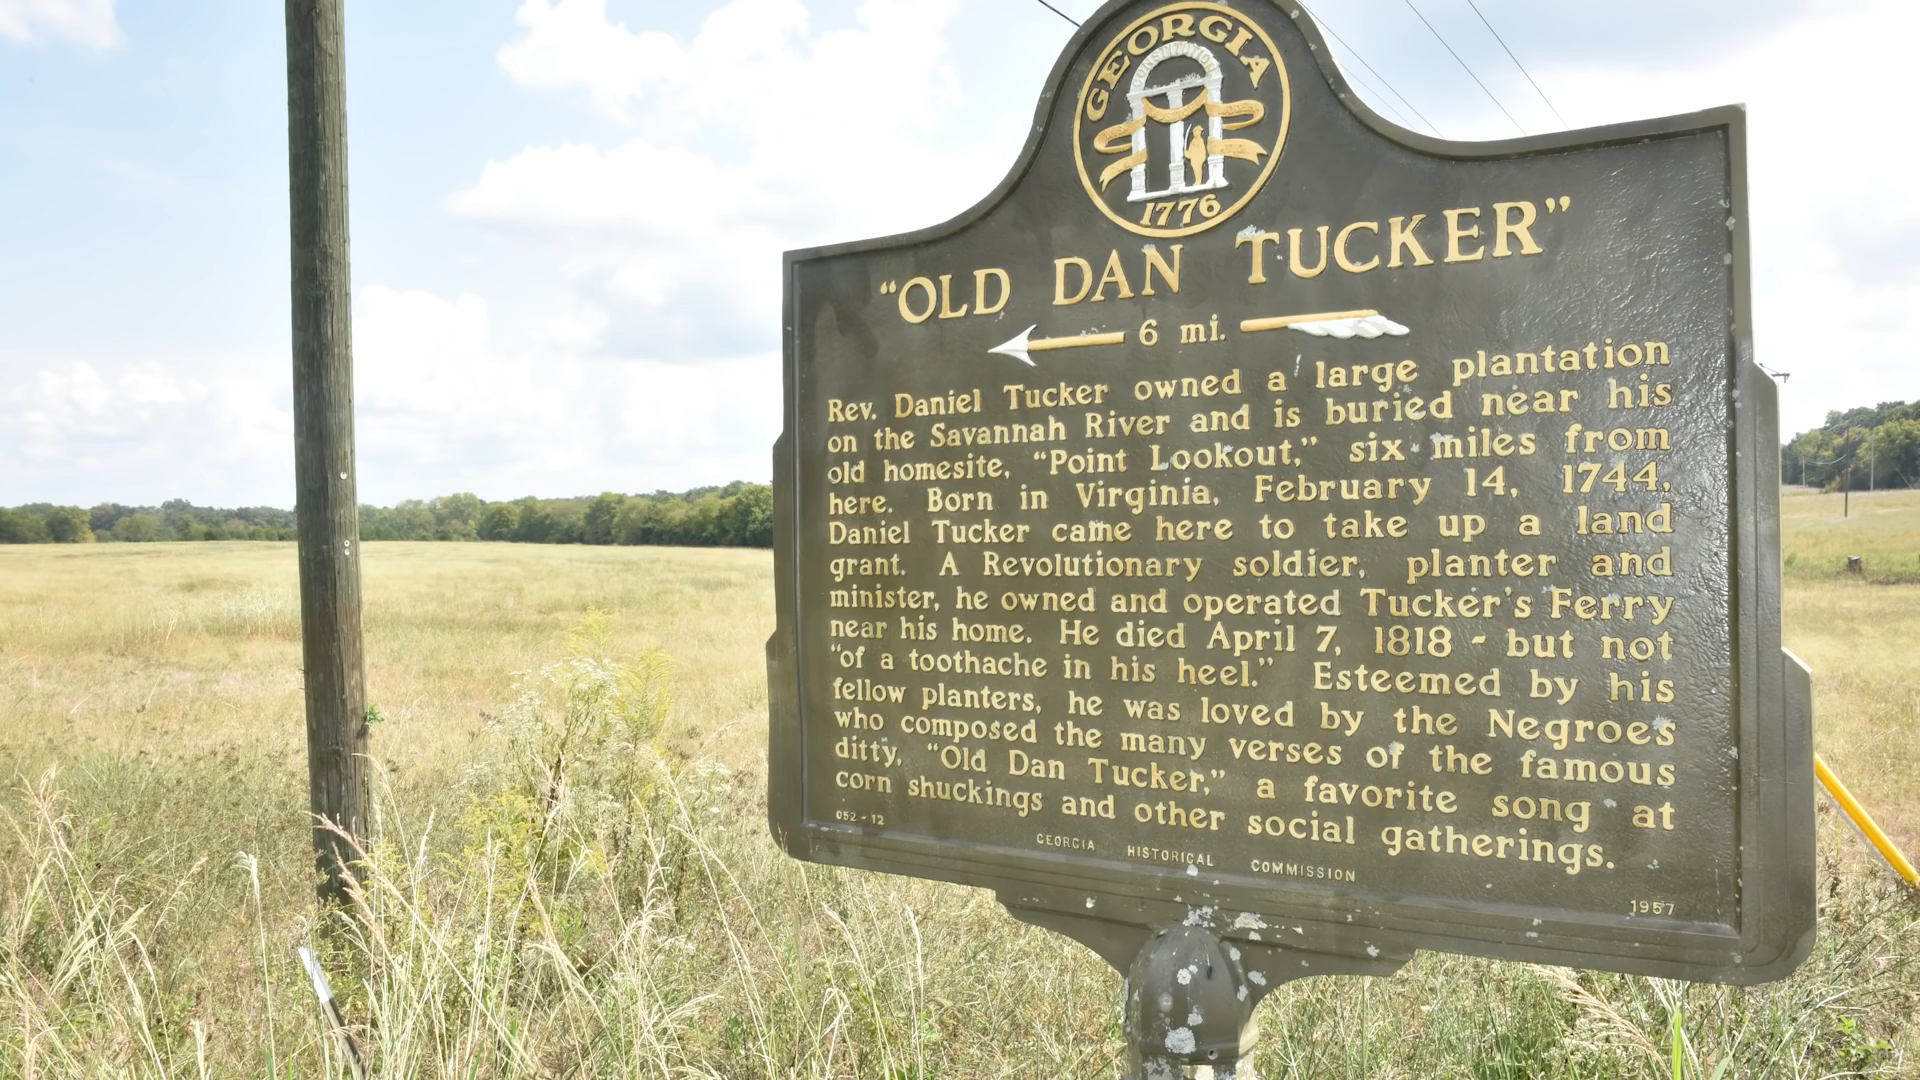 GEORGIA
CONSTITUTION
1776
“OLD DAN TUCKER”
6 mi.
Rev. Daniel Tucker owned a large plantation
on the Savannah River and is buried near his
old homesite, “Point Lookout,” six miles from
here. Born in Virginia, February 14, 1744,
Daniel Tucker came here to take up a land
grant. A Revolutionary soldier, planter and
minister, he owned and operated Tucker's Ferry
near his home. He died April 7, 1818 - but not
“of a toothache in his heel.” Esteemed by his
fellow planters, he was loved by the Negroes
who composed the many verses of the famous
ditty, “Old Dan Tucker,” a favorite song at
corn shuckings and other social gatherings.
052-12
GEORGIA HISTORICAL COMMISSION
1957